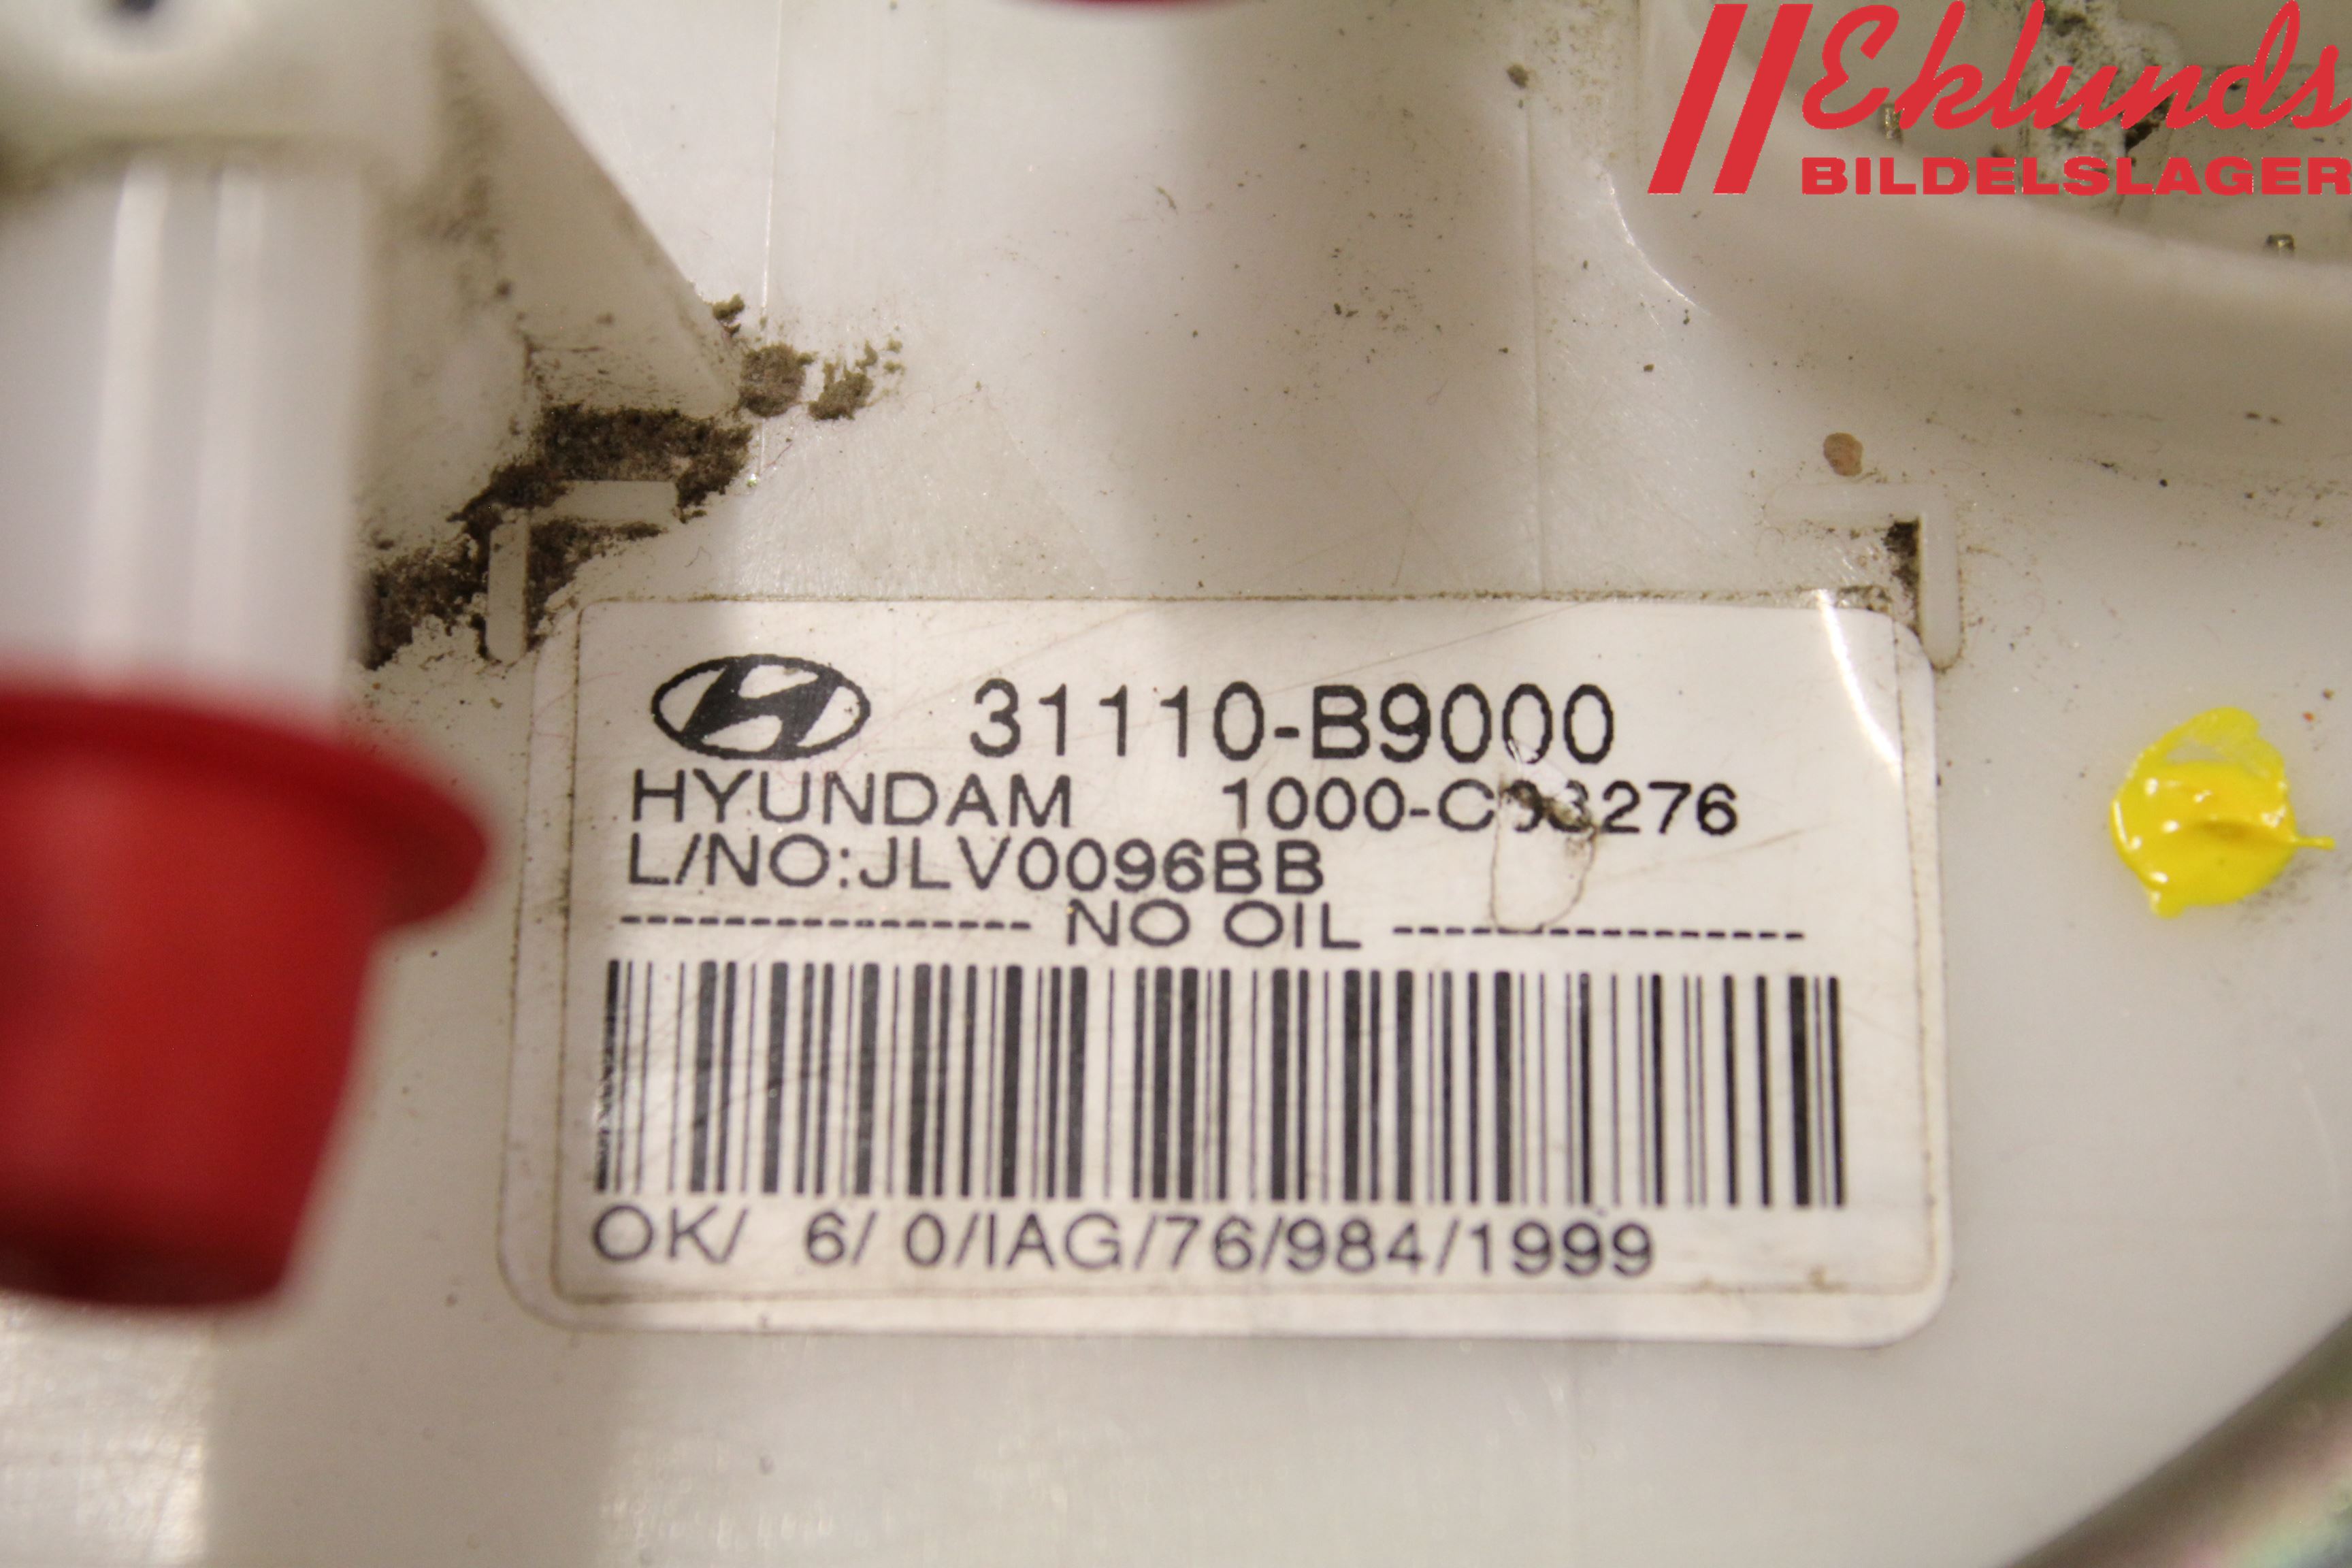 Eklunds
BILDELSLAGER
31110-B9000
HYUNDAM
L/NO:JLV0096BB
---------------- NO OIL ----------------
OK/ 6/ 0/IAG/76/984/1999